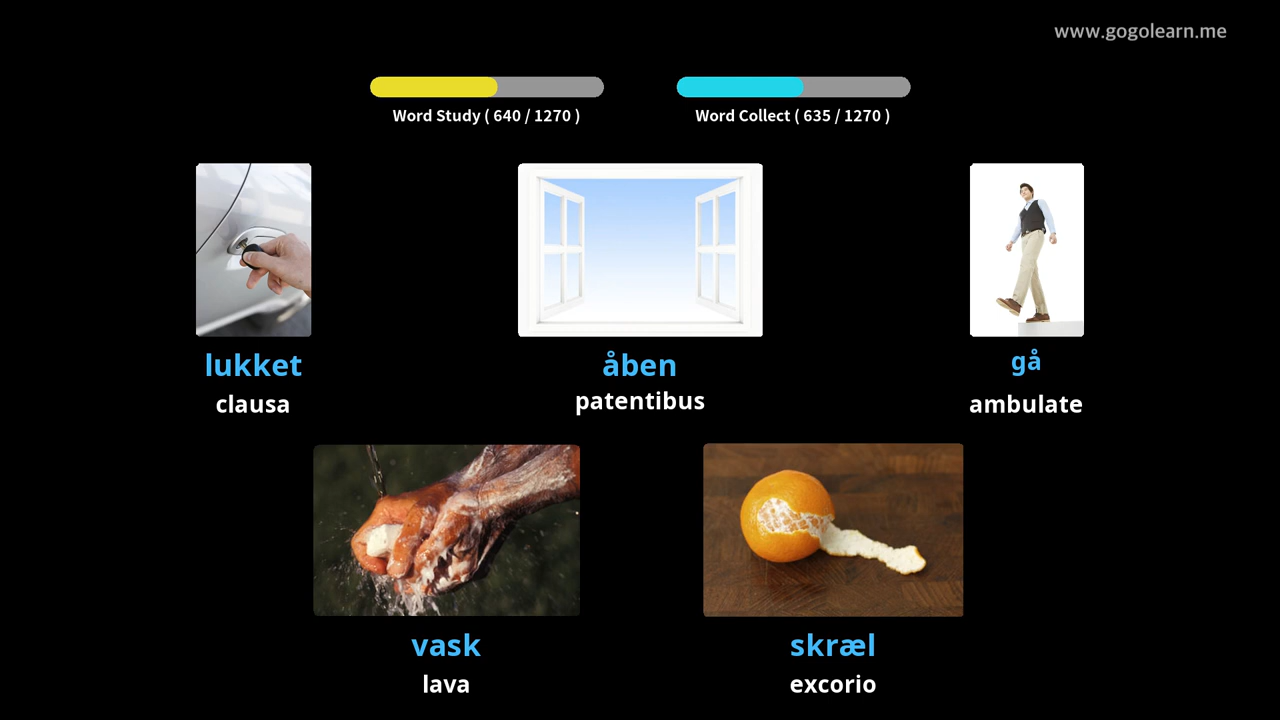 www.gogolearn.me
Word Study ( 640 / 1270 )
Word Collect ( 635 / 1270 )
lukket
clausa
åben
patentibus
gå
ambulate
vask
lava
skræl
excorio